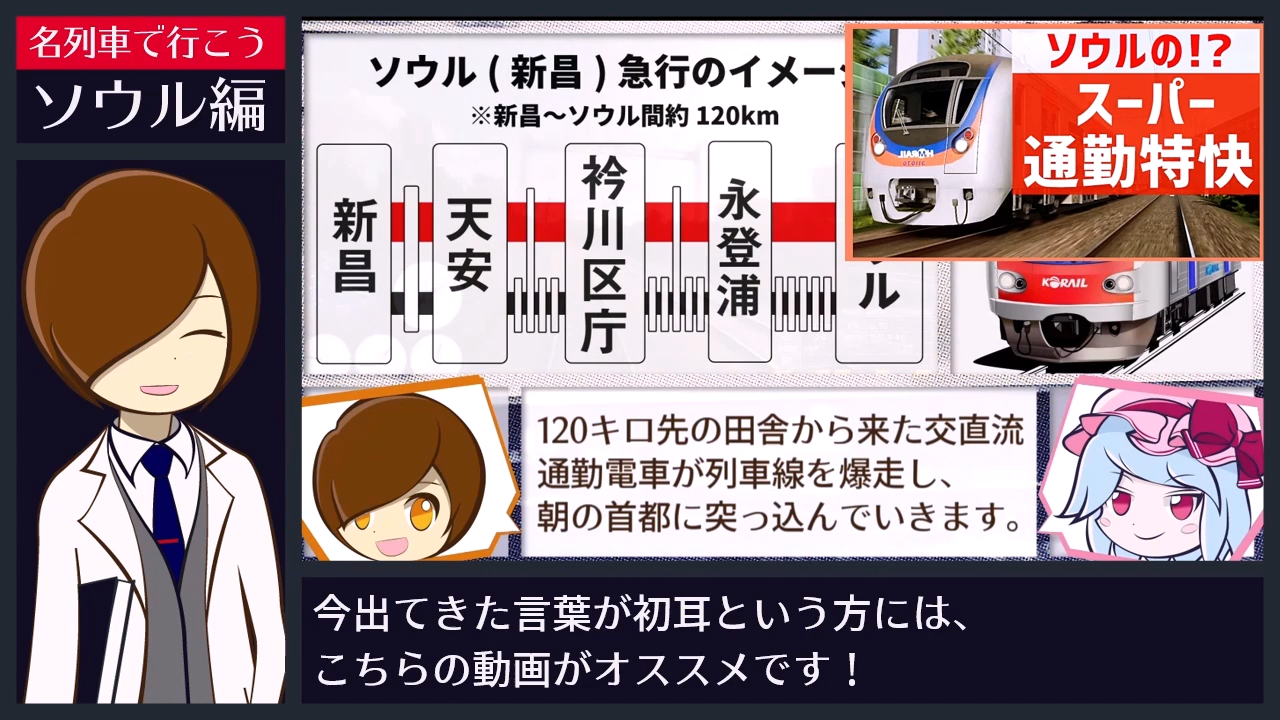 名列車で行こう
ソウル編
ソウル ( 新昌 ) 急行のイメー
※新昌～ソウル間約 120km
新昌
天安
衿川区庁
永登浦
ル
ソウルの!?
スーパー
通勤特快
KORAIL
120キロ先の田舎から来た交直流
通勤電車が列車線を爆走し、
朝の首都に突っ込んでいきます。
今出てきた言葉が初耳という方には、
こちらの動画がオススメです！